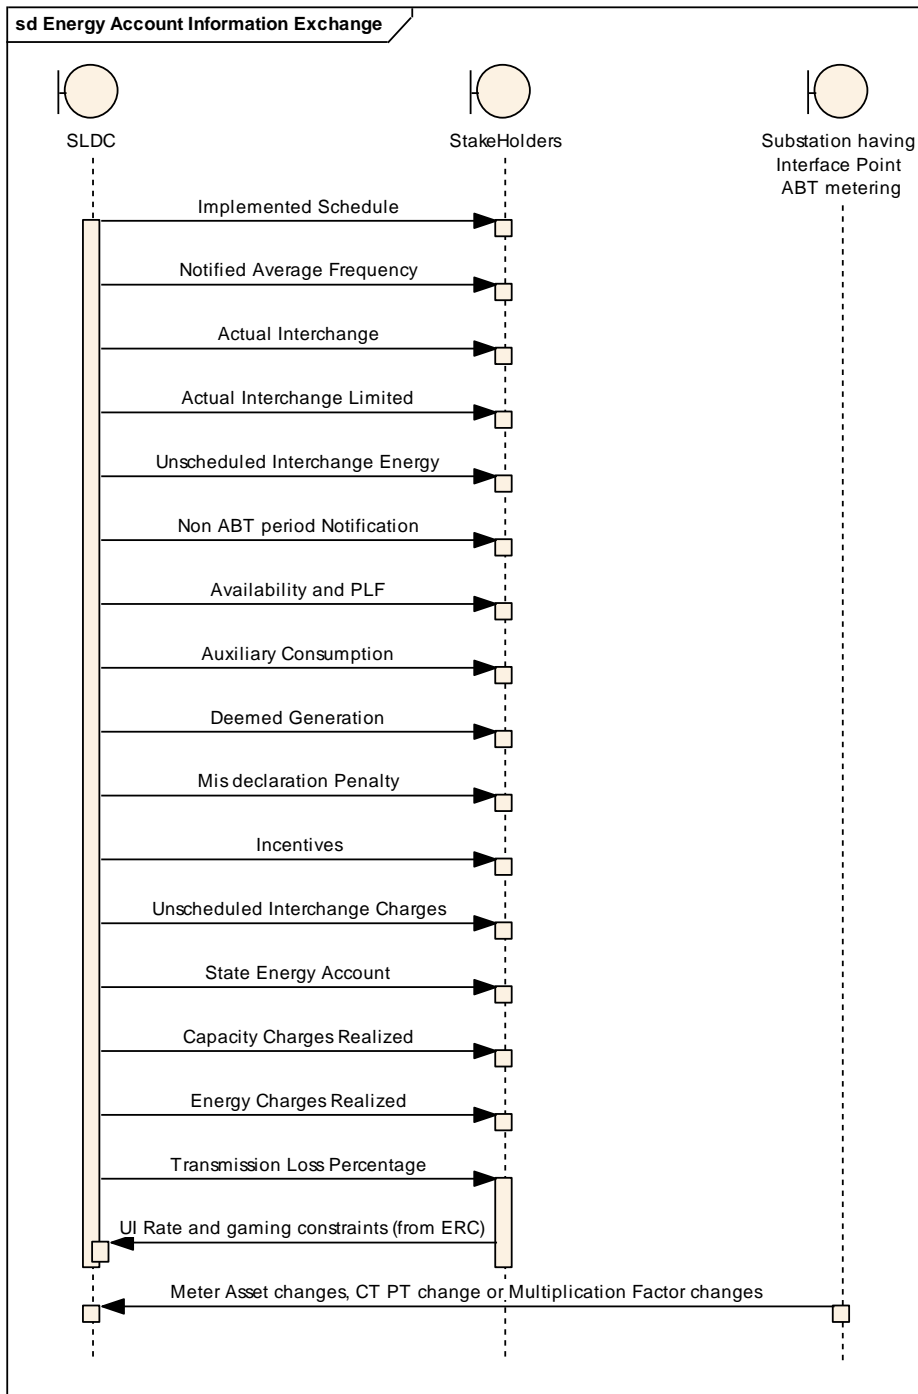 sd Energy Account Information Exchange
SLDC
StakeHolders
Substation having
Interface Point
ABT metering
Implemented Schedule
Notified Average Frequency
Actual Interchange
Actual Interchange Limited
Unscheduled Interchange Energy
Non ABT period Notification
Availability and PLF
Auxiliary Consumption
Deemed Generation
Mis declaration Penalty
Incentives
Unscheduled Interchange Charges
State Energy Account
Capacity Charges Realized
Energy Charges Realized
Transmission Loss Percentage
UI Rate and gaming constraints (from ERC)
Meter Asset changes, CT PT change or Multiplication Factor changes